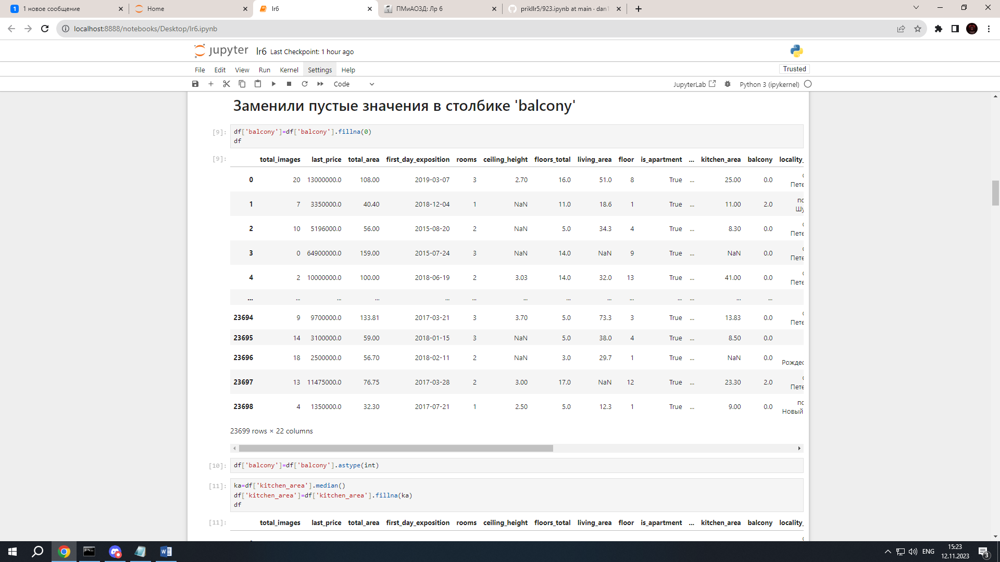 1 1 новое сообщение
Home
lr6
ПМиАОЗД: Лр 6
prikllr5/923.ipynb at main · dan1
localhost:8888/notebooks/Desktop/lr6.ipynb
jupyter lr6 Last Checkpoint: 1 hour ago
File Edit View Run Kernel Settings Help Trusted
Code JupyterLab Python 3 (ipykernel)
Заменили пустые значения в столбике 'balcony'
[9]: df['balcony']=df['balcony'].fillna(0)
df
[9]: total_images last_price total_area first_day_exposition rooms ceiling_height floors_total living_area floor is_apartment ... kitchen_area balcony locality_
0 20 13000000.0 108.00 2019-03-07 3 2.70 16.0 51.0 8 True ... 25.00 0.0 Пете
1 7 3350000.0 40.40 2018-12-04 1 NaN 11.0 18.6 1 True ... 11.00 2.0 по
Шу
2 10 5196000.0 56.00 2015-08-20 2 NaN 5.0 34.3 4 True ... 8.30 0.0 Пете
3 0 64900000.0 159.00 2015-07-24 3 NaN 14.0 NaN 9 True ... NaN 0.0 Пете
4 2 10000000.0 100.00 2018-06-19 2 3.03 14.0 32.0 13 True ... 41.00 0.0 Пете
... ... ... ... ... ... ... ... ... ... ... ... ... ...
23694 9 9700000.0 133.81 2017-03-21 3 3.70 5.0 73.3 3 True ... 13.83 0.0 Пете
23695 14 3100000.0 59.00 2018-01-15 3 NaN 5.0 38.0 4 True ... 8.50 0.0
23696 18 2500000.0 56.70 2018-02-11 2 NaN 3.0 29.7 1 True ... NaN 0.0 Рождес
23697 13 11475000.0 76.75 2017-03-28 2 3.00 17.0 NaN 12 True ... 23.30 2.0 Пете
23698 4 1350000.0 32.30 2017-07-21 1 2.50 5.0 12.3 1 True ... 9.00 0.0 по
Новый
23699 rows × 22 columns
[10]: df['balcony']=df['balcony'].astype(int)
[11]: ka=df['kitchen_area'].median()
df['kitchen_area']=df['kitchen_area'].fillna(ka)
df
[11]: total_images last_price total_area first_day_exposition rooms ceiling_height floors_total living_area floor is_apartment ... kitchen_area balcony locality_
ENG 15:23
12.11.2023 3